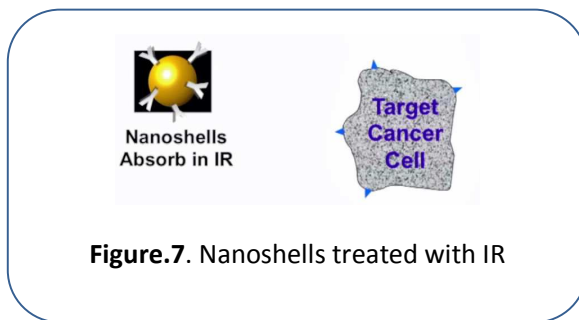 Nanoshells
Absorb in IR
Target
Cancer
Cell
Figure.7. Nanoshells treated with IR